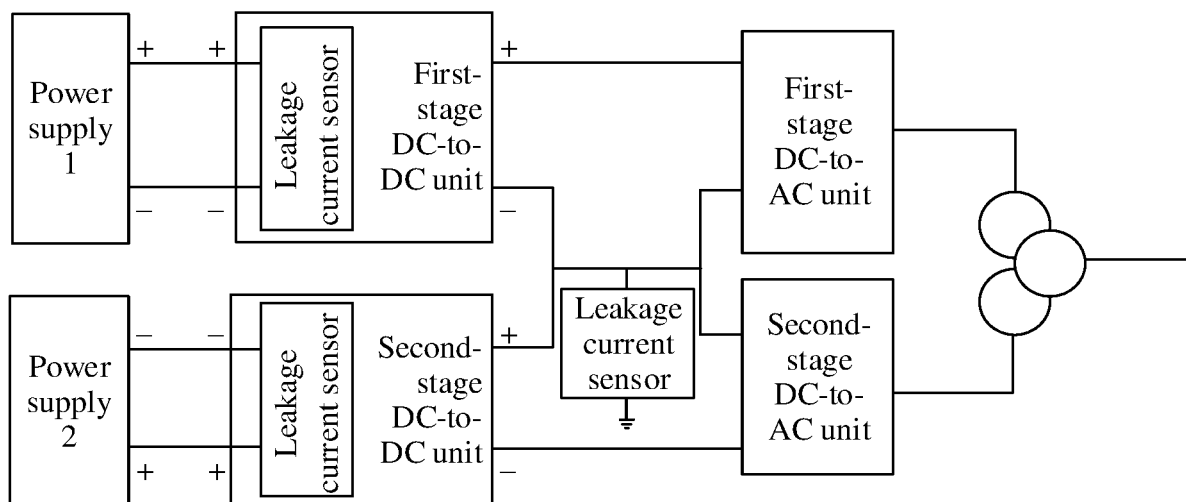 Power
supply
1
+
+
−
−
Leakage
current sensor
First-
stage
DC-to-
DC unit
+
−
First-
stage
DC-to-
AC unit
Power
supply
2
−
−
+
+
Leakage
current sensor
Second-
stage
DC-to-
DC unit
+
−
Leakage
current
sensor
Second-
stage
DC-to-
AC unit